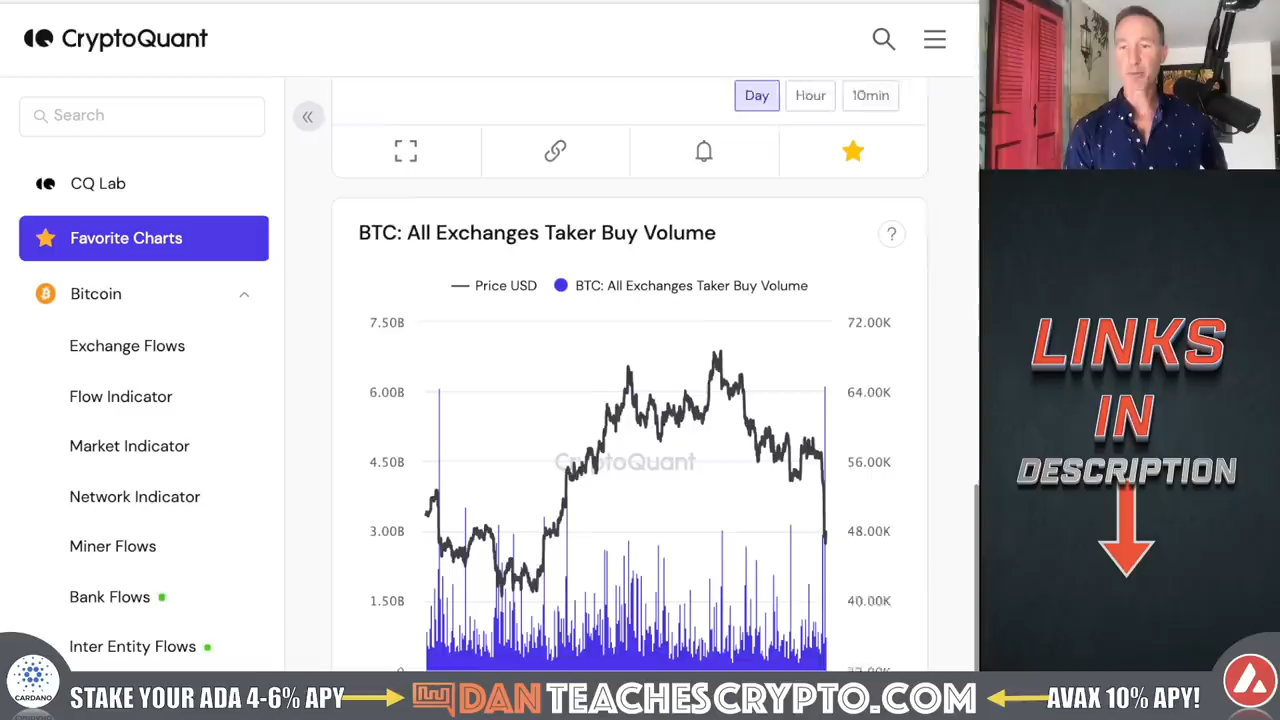 CryptoQuant
Search
CQ Lab
Favorite Charts
Bitcoin
Exchange Flows
Flow Indicator
Market Indicator
Network Indicator
Miner Flows
Bank Flows
Inter Entity Flows
Day Hour 10min
BTC: All Exchanges Taker Buy Volume
?
Price USD BTC: All Exchanges Taker Buy Volume
7.50B 72.00K
6.00B 64.00K
4.50B 56.00K
CryptoQuant
3.00B 48.00K
1.50B 40.00K
LINKS
IN
DESCRIPTION
CARDANO
STAKE YOUR ADA 4-6% APY DANTEACHESCRYPTO.COM AVAX 10% APY!